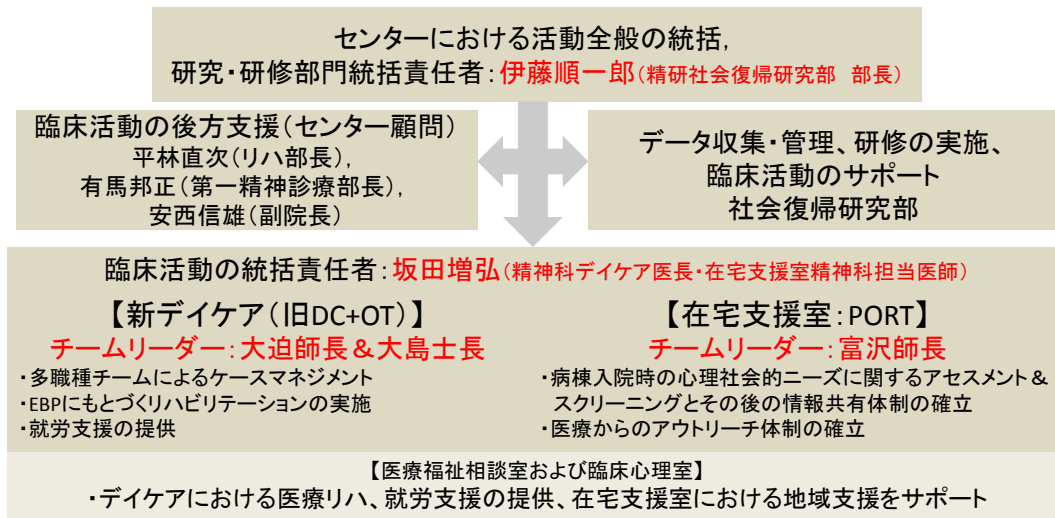 センターにおける活動全般の統括,
研究・研修部門統括責任者：伊藤順一郎（精研社会復帰研究部　部長）
臨床活動の後方支援（センター顧問）
平林直次（リハ部長），
有馬邦正（第一精神診療部長），
安西信雄（副院長）
データ収集・管理、研修の実施、
臨床活動のサポート
社会復帰研究部
臨床活動の統括責任者：坂田増弘（精神科デイケア医長・在宅支援室精神科担当医師）
【新デイケア（旧DC+OT）】
チームリーダー：大迫師長＆大島士長
・多職種チームによるケースマネジメント
・EBPにもとづくリハビリテーションの実施
・就労支援の提供
【在宅支援室：PORT】
チームリーダー：富沢師長
・病棟入院時の心理社会的ニーズに関するアセスメント＆
スクリーニングとその後の情報共有体制の確立
・医療からのアウトリーチ体制の確立
【医療福祉相談室および臨床心理室】
・デイケアにおける医療リハ、就労支援の提供、在宅支援室における地域支援をサポート